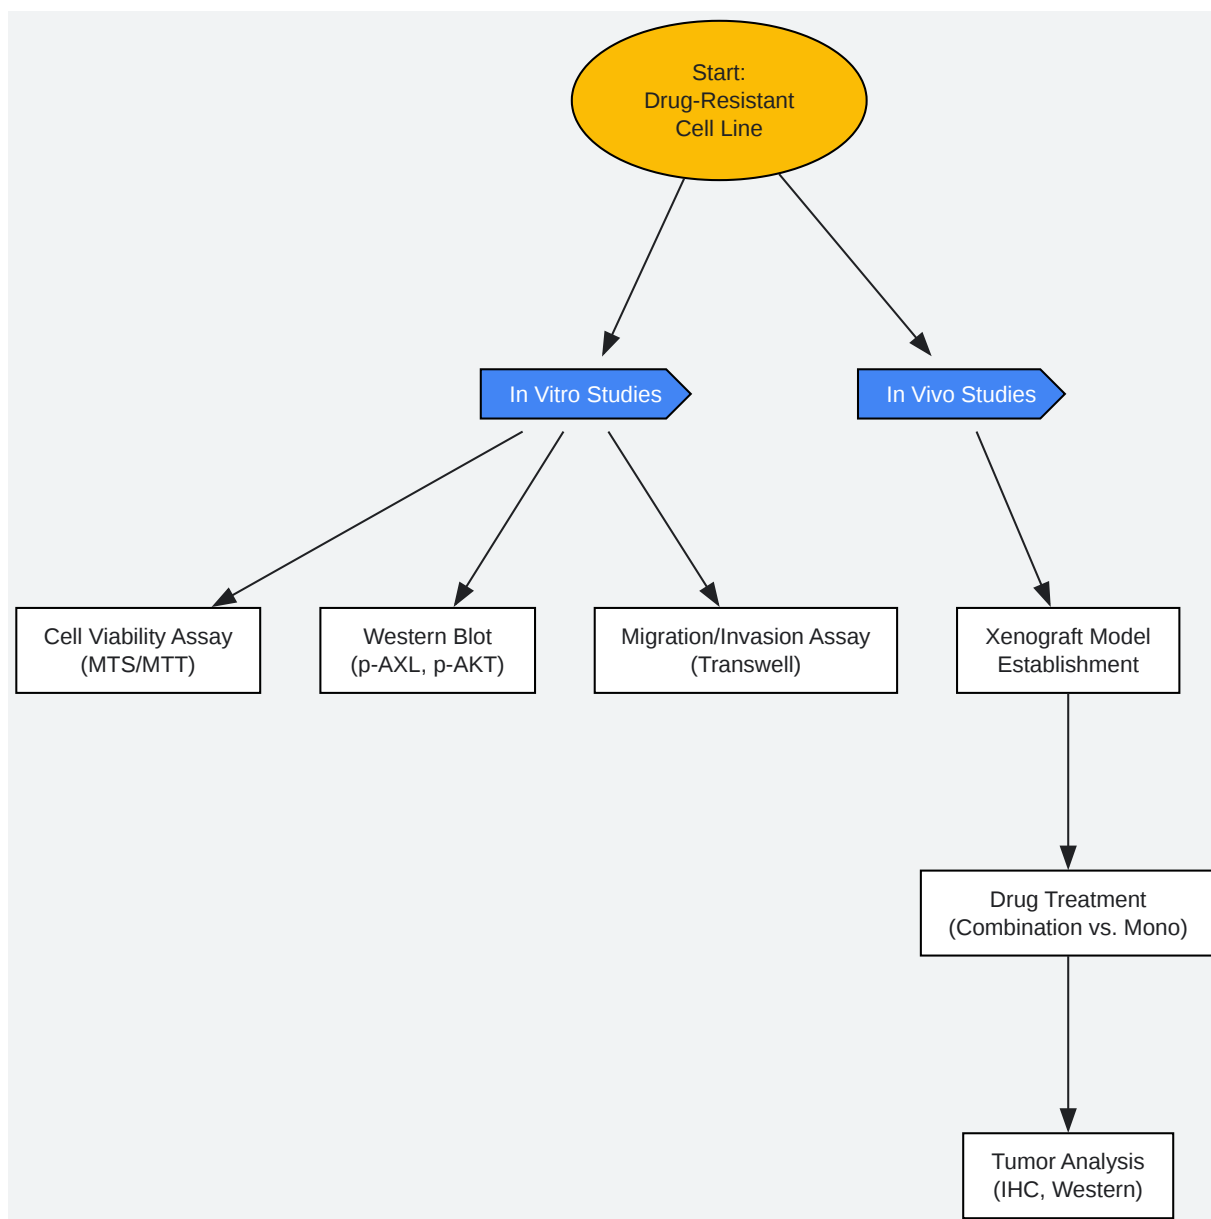 Start:
Drug-Resistant
Cell Line
In Vitro Studies
In Vivo Studies
Cell Viability Assay
(MTS/MTT)
Western Blot
(p-AXL, p-AKT)
Migration/Invasion Assay
(Transwell)
Xenograft Model
Establishment
Drug Treatment
(Combination vs. Mono)
Tumor Analysis
(IHC, Western)